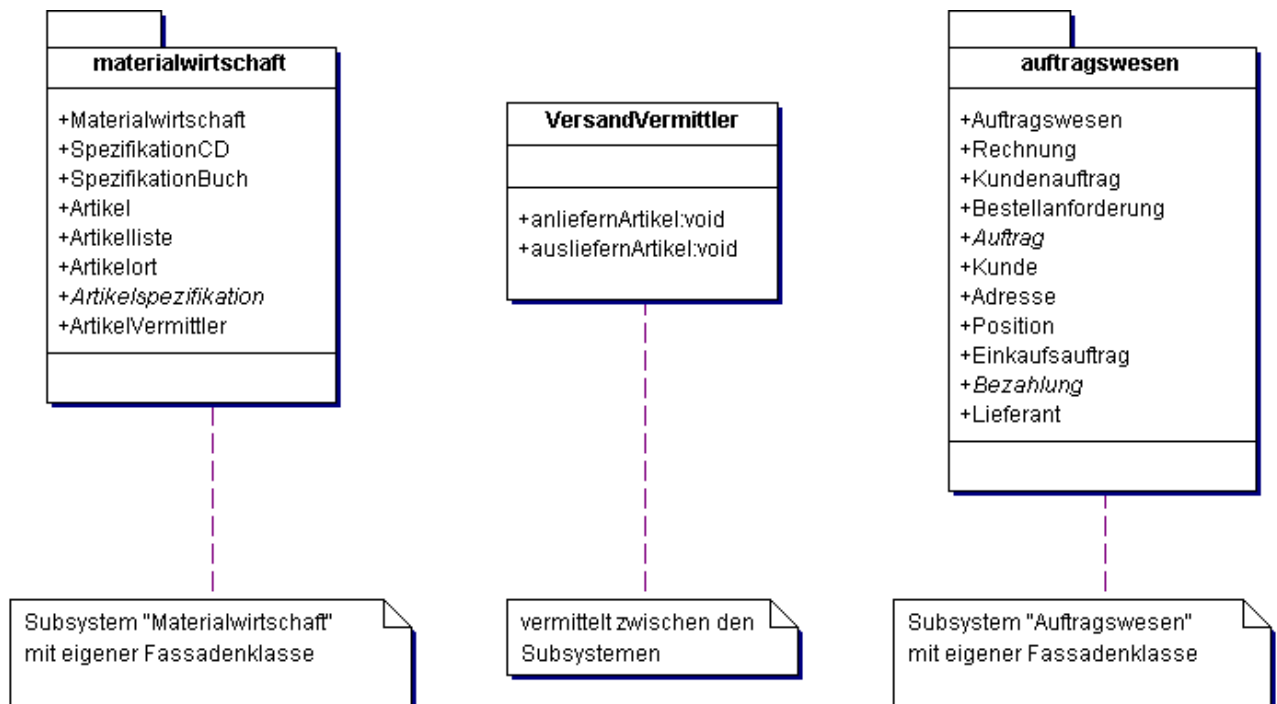 materialwirtschaft
+Materialwirtschaft
+SpezifikationCD
+SpezifikationBuch
+Artikel
+Artikelliste
+Artikelort
+Artikelspezifikation
+ArtikelVermittler
Subsystem "Materialwirtschaft"
mit eigener Fassadenklasse
VersandVermittler
+anliefernArtikel:void
+ausliefernArtikel:void
vermittelt zwischen den
Subsystemen
auftragswesen
+Auftragswesen
+Rechnung
+Kundenauftrag
+Bestellanforderung
+Auftrag
+Kunde
+Adresse
+Position
+Einkaufsauftrag
+Bezahlung
+Lieferant
Subsystem "Auftragswesen"
mit eigener Fassadenklasse